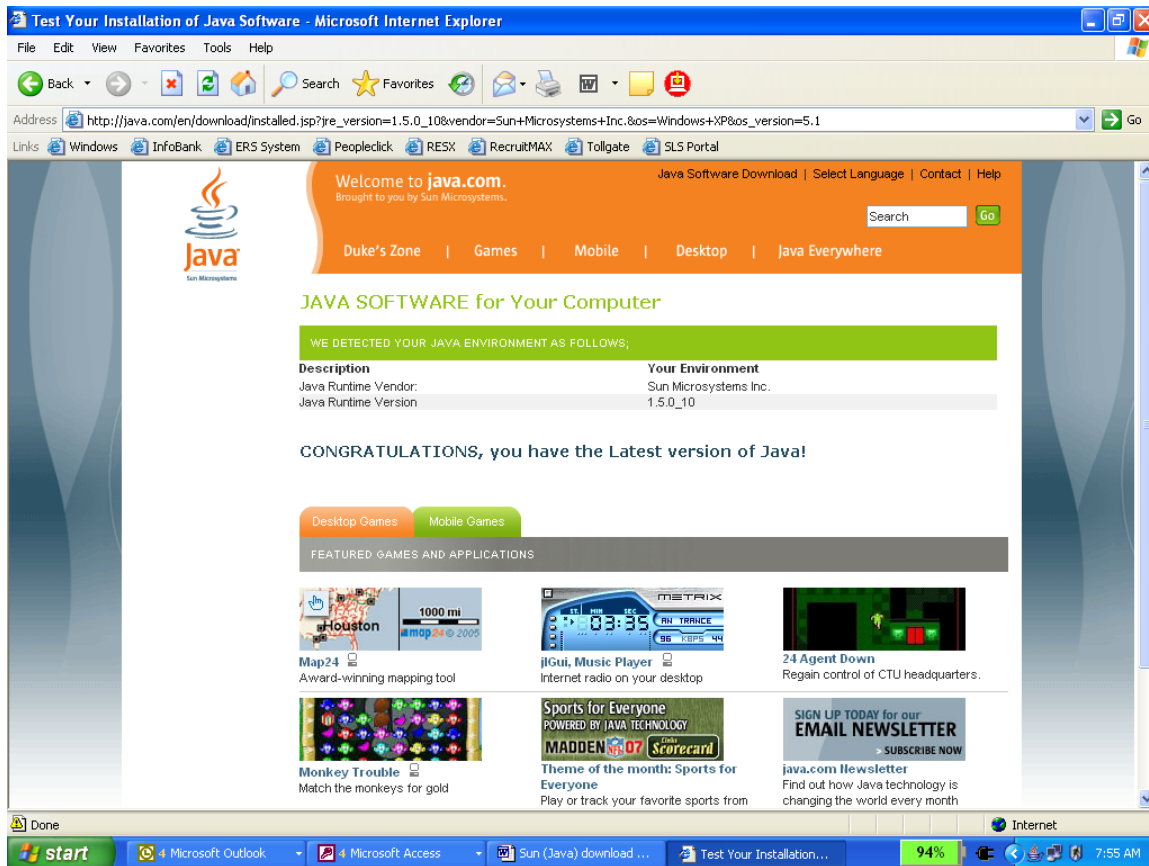 Test Your Installation of Java Software - Microsoft Internet Explorer
File Edit View Favorites Tools Help
Back Search Favorites
Address http://java.com/en/download/installed.jsp?jre_version=1.5.0_10&vendor=Sun+Microsystems+Inc.&os=Windows+XP&os_version=5.1 Go
Links Windows InfoBank ERS System Peopleclick RESX RecruitMAX Tollgate SLS Portal
Java Software Download | Select Language | Contact | Help
Welcome to java.com.
Brought to you by Sun Microsystems.
Search Go
Java
Sun Microsystems
Duke's Zone | Games | Mobile | Desktop | Java Everywhere
JAVA SOFTWARE for Your Computer
WE DETECTED YOUR JAVA ENVIRONMENT AS FOLLOWS;
Description Your Environment
Java Runtime Vendor: Sun Microsystems Inc.
Java Runtime Version 1.5.0_10
CONGRATULATIONS, you have the Latest version of Java!
Desktop Games Mobile Games
FEATURED GAMES AND APPLICATIONS
Houston 1000 mi
map24 © 2005
METRIX
ST. MIN SEC
03:35 AN TRANCE
96 KBPS 44
Map24
Award-winning mapping tool
jlGui, Music Player
Internet radio on your desktop
24 Agent Down
Regain control of CTU headquarters.
Sports for Everyone
POWERED BY JAVA TECHNOLOGY
MADDEN NFL 07 Links Scorecard
SIGN UP TODAY for our
EMAIL NEWSLETTER
> SUBSCRIBE NOW
Monkey Trouble
Match the monkeys for gold
Theme of the month: Sports for
Everyone
Play or track your favorite sports from
java.com Newsletter
Find out how Java technology is
changing the world every month
Done Internet
start 4 Microsoft Outlook 4 Microsoft Access Sun (Java) download ... Test Your Installation... 94% 7:55 AM